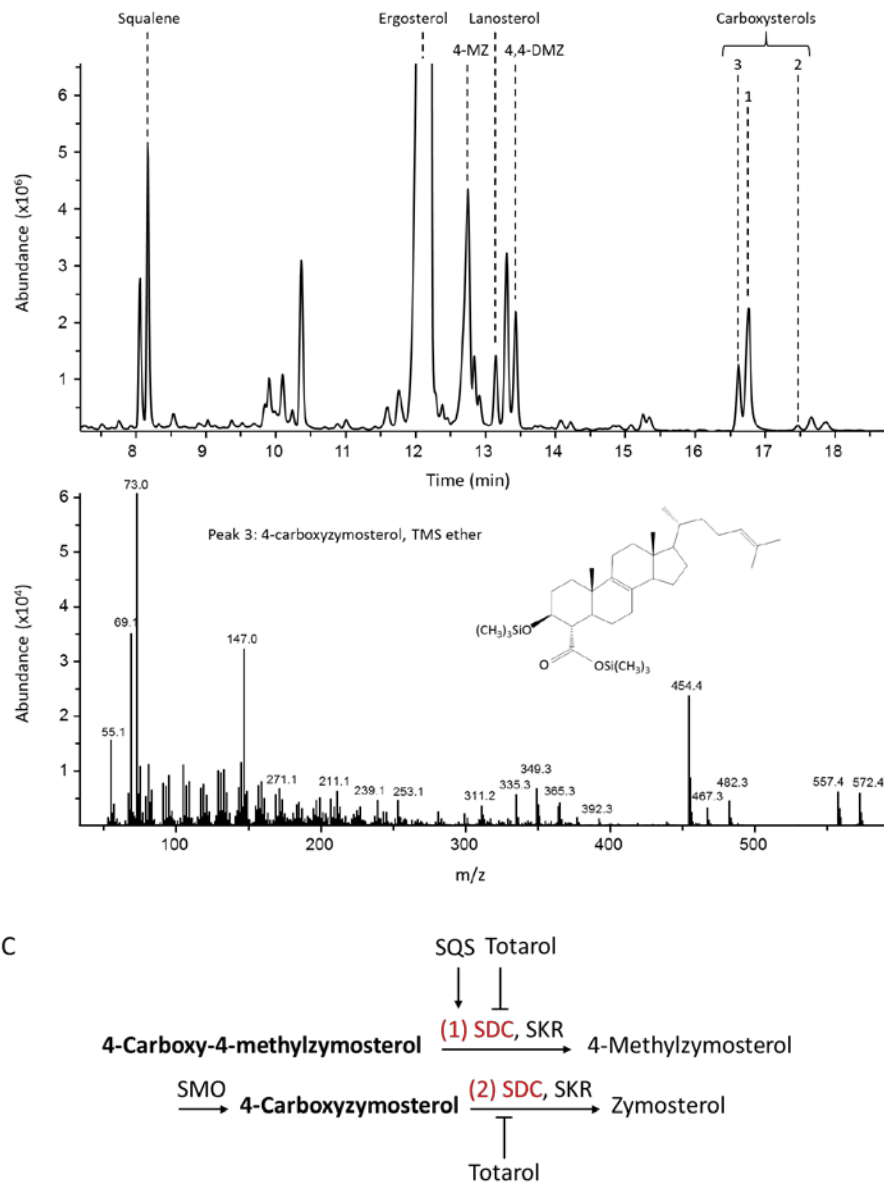 Squalene
Ergosterol
Lanosterol
Carboxysterols
4-MZ
4,4-DMZ
3
2
1
6
5
4
3
2
1
Abundance (x10⁶)
8 9 10 11 12 13 14 15 16 17 18
Time (min)
6
5
4
3
2
1
Abundance (x10⁴)
73.0
Peak 3: 4-carboxyzymosterol, TMS ether
69.1
147.0
(CH₃)₃SiO
O
OSi(CH₃)₃
454.4
55.1
271.1
211.1
239.1
253.1
311.2
335.3
349.3
365.3
392.3
467.3
482.3
557.4
572.4
100 200 300 400 500
m/z
C
SQS Totarol
(1) SDC, SKR
4-Carboxy-4-methylzymosterol
4-Methylzymosterol
SMO
(2) SDC, SKR
4-Carboxyzymosterol
Zymosterol
Totarol